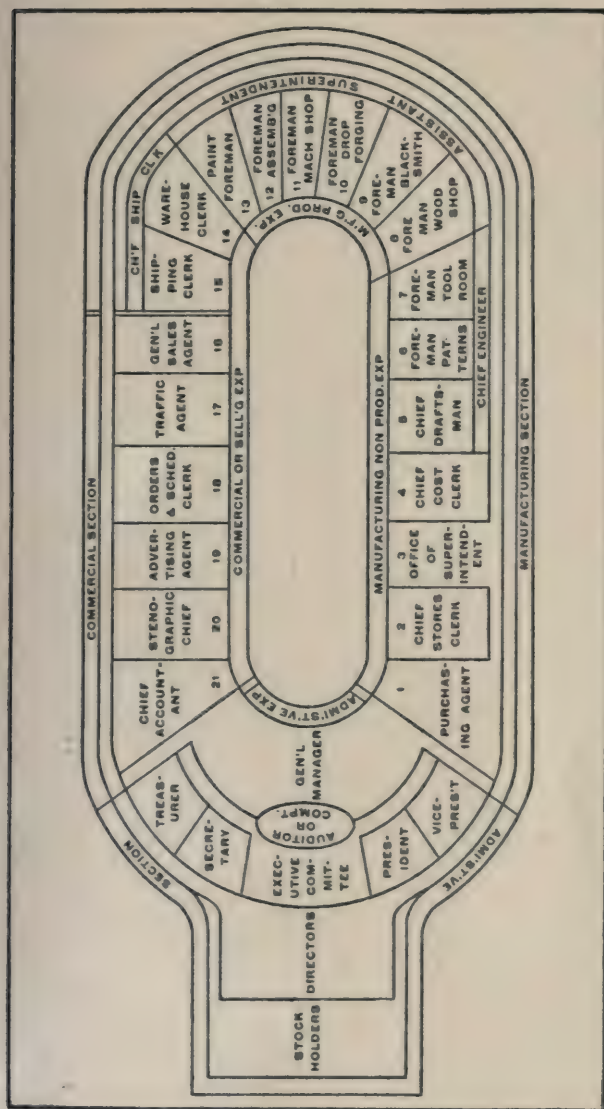 STOCK
HOLDERS
DIRECTORS
SECTION
ADMIS'T'VE
TREAS-
URER
SECRE-
TARY
EXEC-
UTIVE
COM-
MIT-
TEE
PRES-
IDENT
VICE-
PRES'T
AUDITOR
OR
COMPT.
GEN'L
MANAGER
ADMIS'T'VE EXP
MANUFACTURING SECTION
1
PURCHAS-
ING AGENT
2
CHIEF
STORES
CLERK
3
OFFICE
OF
SUPER-
INTEND-
ENT
4
CHIEF
COST
CLERK
5
CHIEF
DRAFTS-
MAN
6
FORE-
MAN
PAT-
TERNS
7
FORE-
MAN
TOOL
ROOM
CHIEF ENGINEER
MANUFACTURING NON PROD. EXP
8
FORE
MAN
WOOD
SHOP
9
FORE-
MAN
BLACK-
SMITH
FOREMAN
DROP
10 FORGING
11 FOREMAN
MACH SHOP
FOREMAN
12 ASSEMB'G
PAINT
FOREMAN
13
ASSISTANT SUPERINTENDENT
M'F'G PROD. EXP.
COMMERCIAL SECTION
CH'F SHIP CLK
WARE-
HOUSE
CLERK
14
SHIP-
PING
CLERK
15
GEN'L
SALES
AGENT
16
TRAFFIC
AGENT
17
ORDERS
& SCHED.
CLERK
18
ADVER-
TISING
AGENT
19
STENO-
GRAPHIC
CHIEF
20
CHIEF
ACCOUNT-
ANT
21
COMMERCIAL OR SELL'G EXP